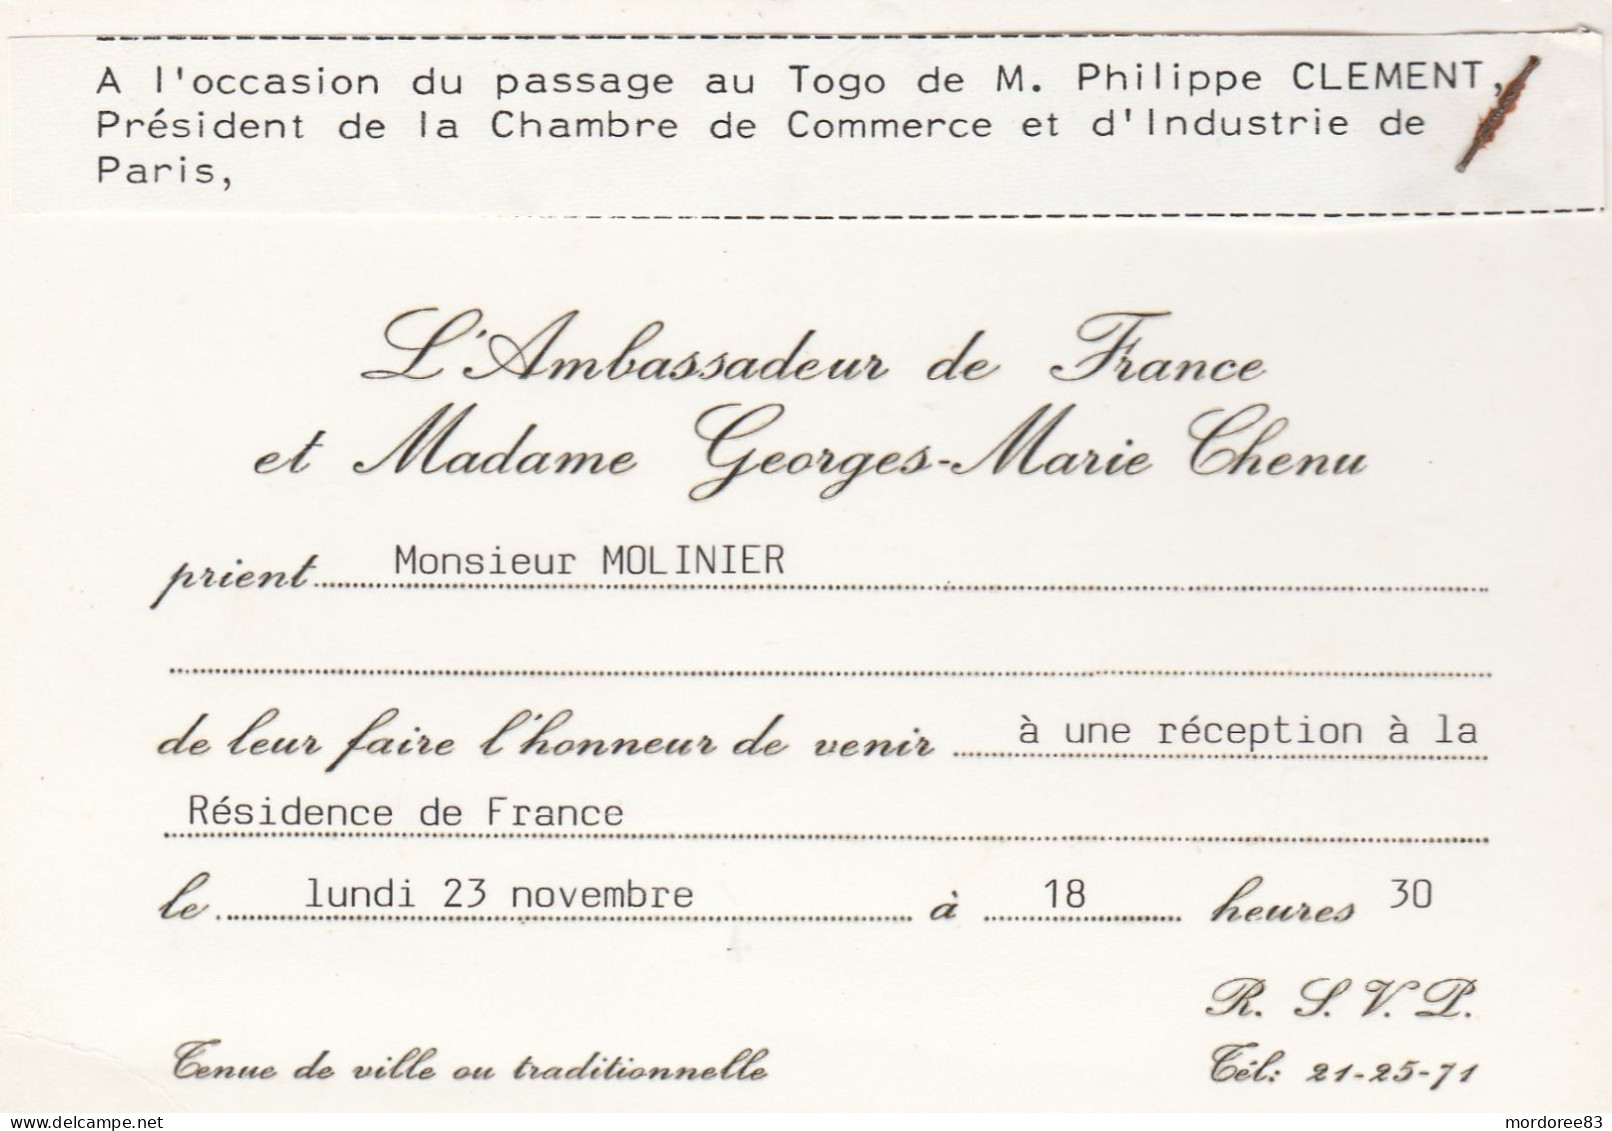 A l'occasion du passage au Togo de M. Philippe CLEMENT,
Président de la Chambre de Commerce et d'Industrie de
Paris,
L'Ambassadeur de France
et Madame Georges-Marie Chenu
prient Monsieur MOLINIER
de leur faire l'honneur de venir à une réception à la
Résidence de France
le lundi 23 novembre à 18 heures 30
R. S. V. P.
Tenue de ville ou traditionnelle Tél: 21-25-71
delcampe.net
mordoree83